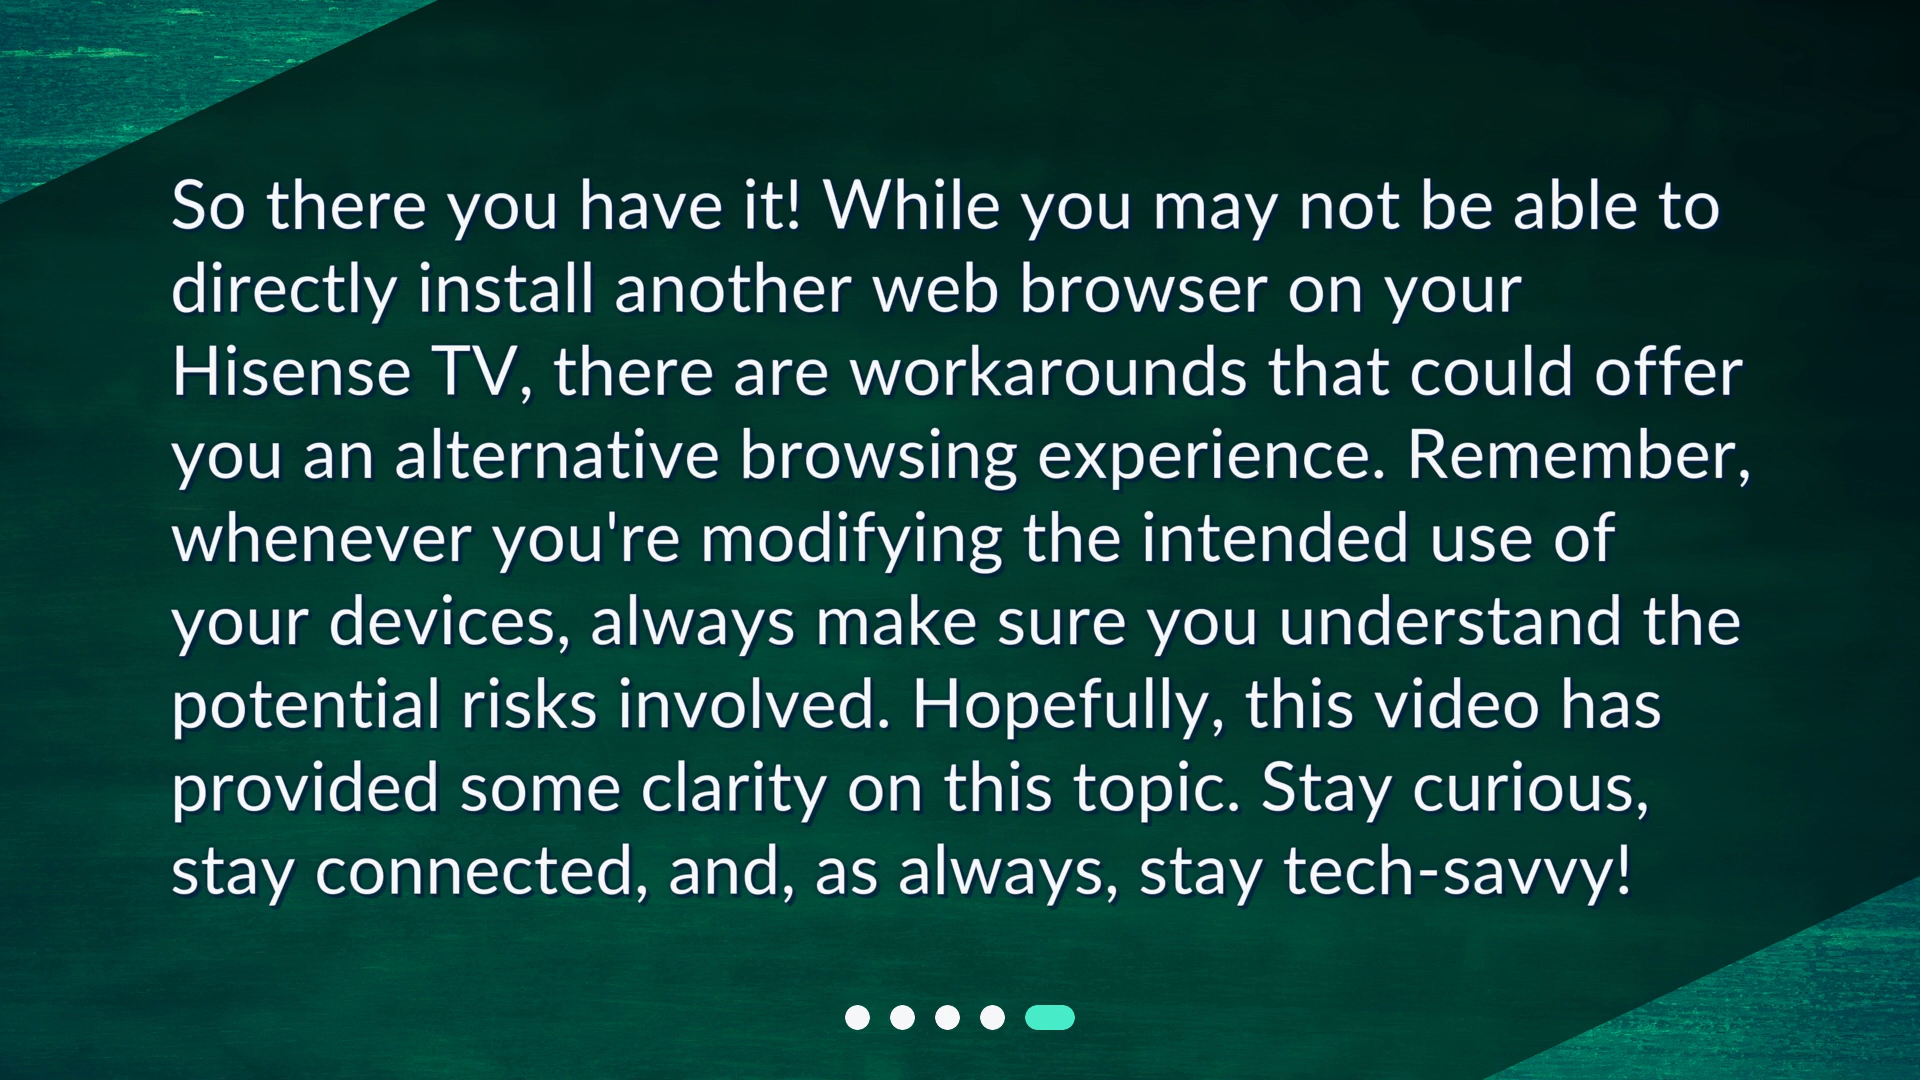 So there you have it! While you may not be able to
directly install another web browser on your
Hisense TV, there are workarounds that could offer
you an alternative browsing experience. Remember,
whenever you're modifying the intended use of
your devices, always make sure you understand the
potential risks involved. Hopefully, this video has
provided some clarity on this topic. Stay curious,
stay connected, and, as always, stay tech-savvy!